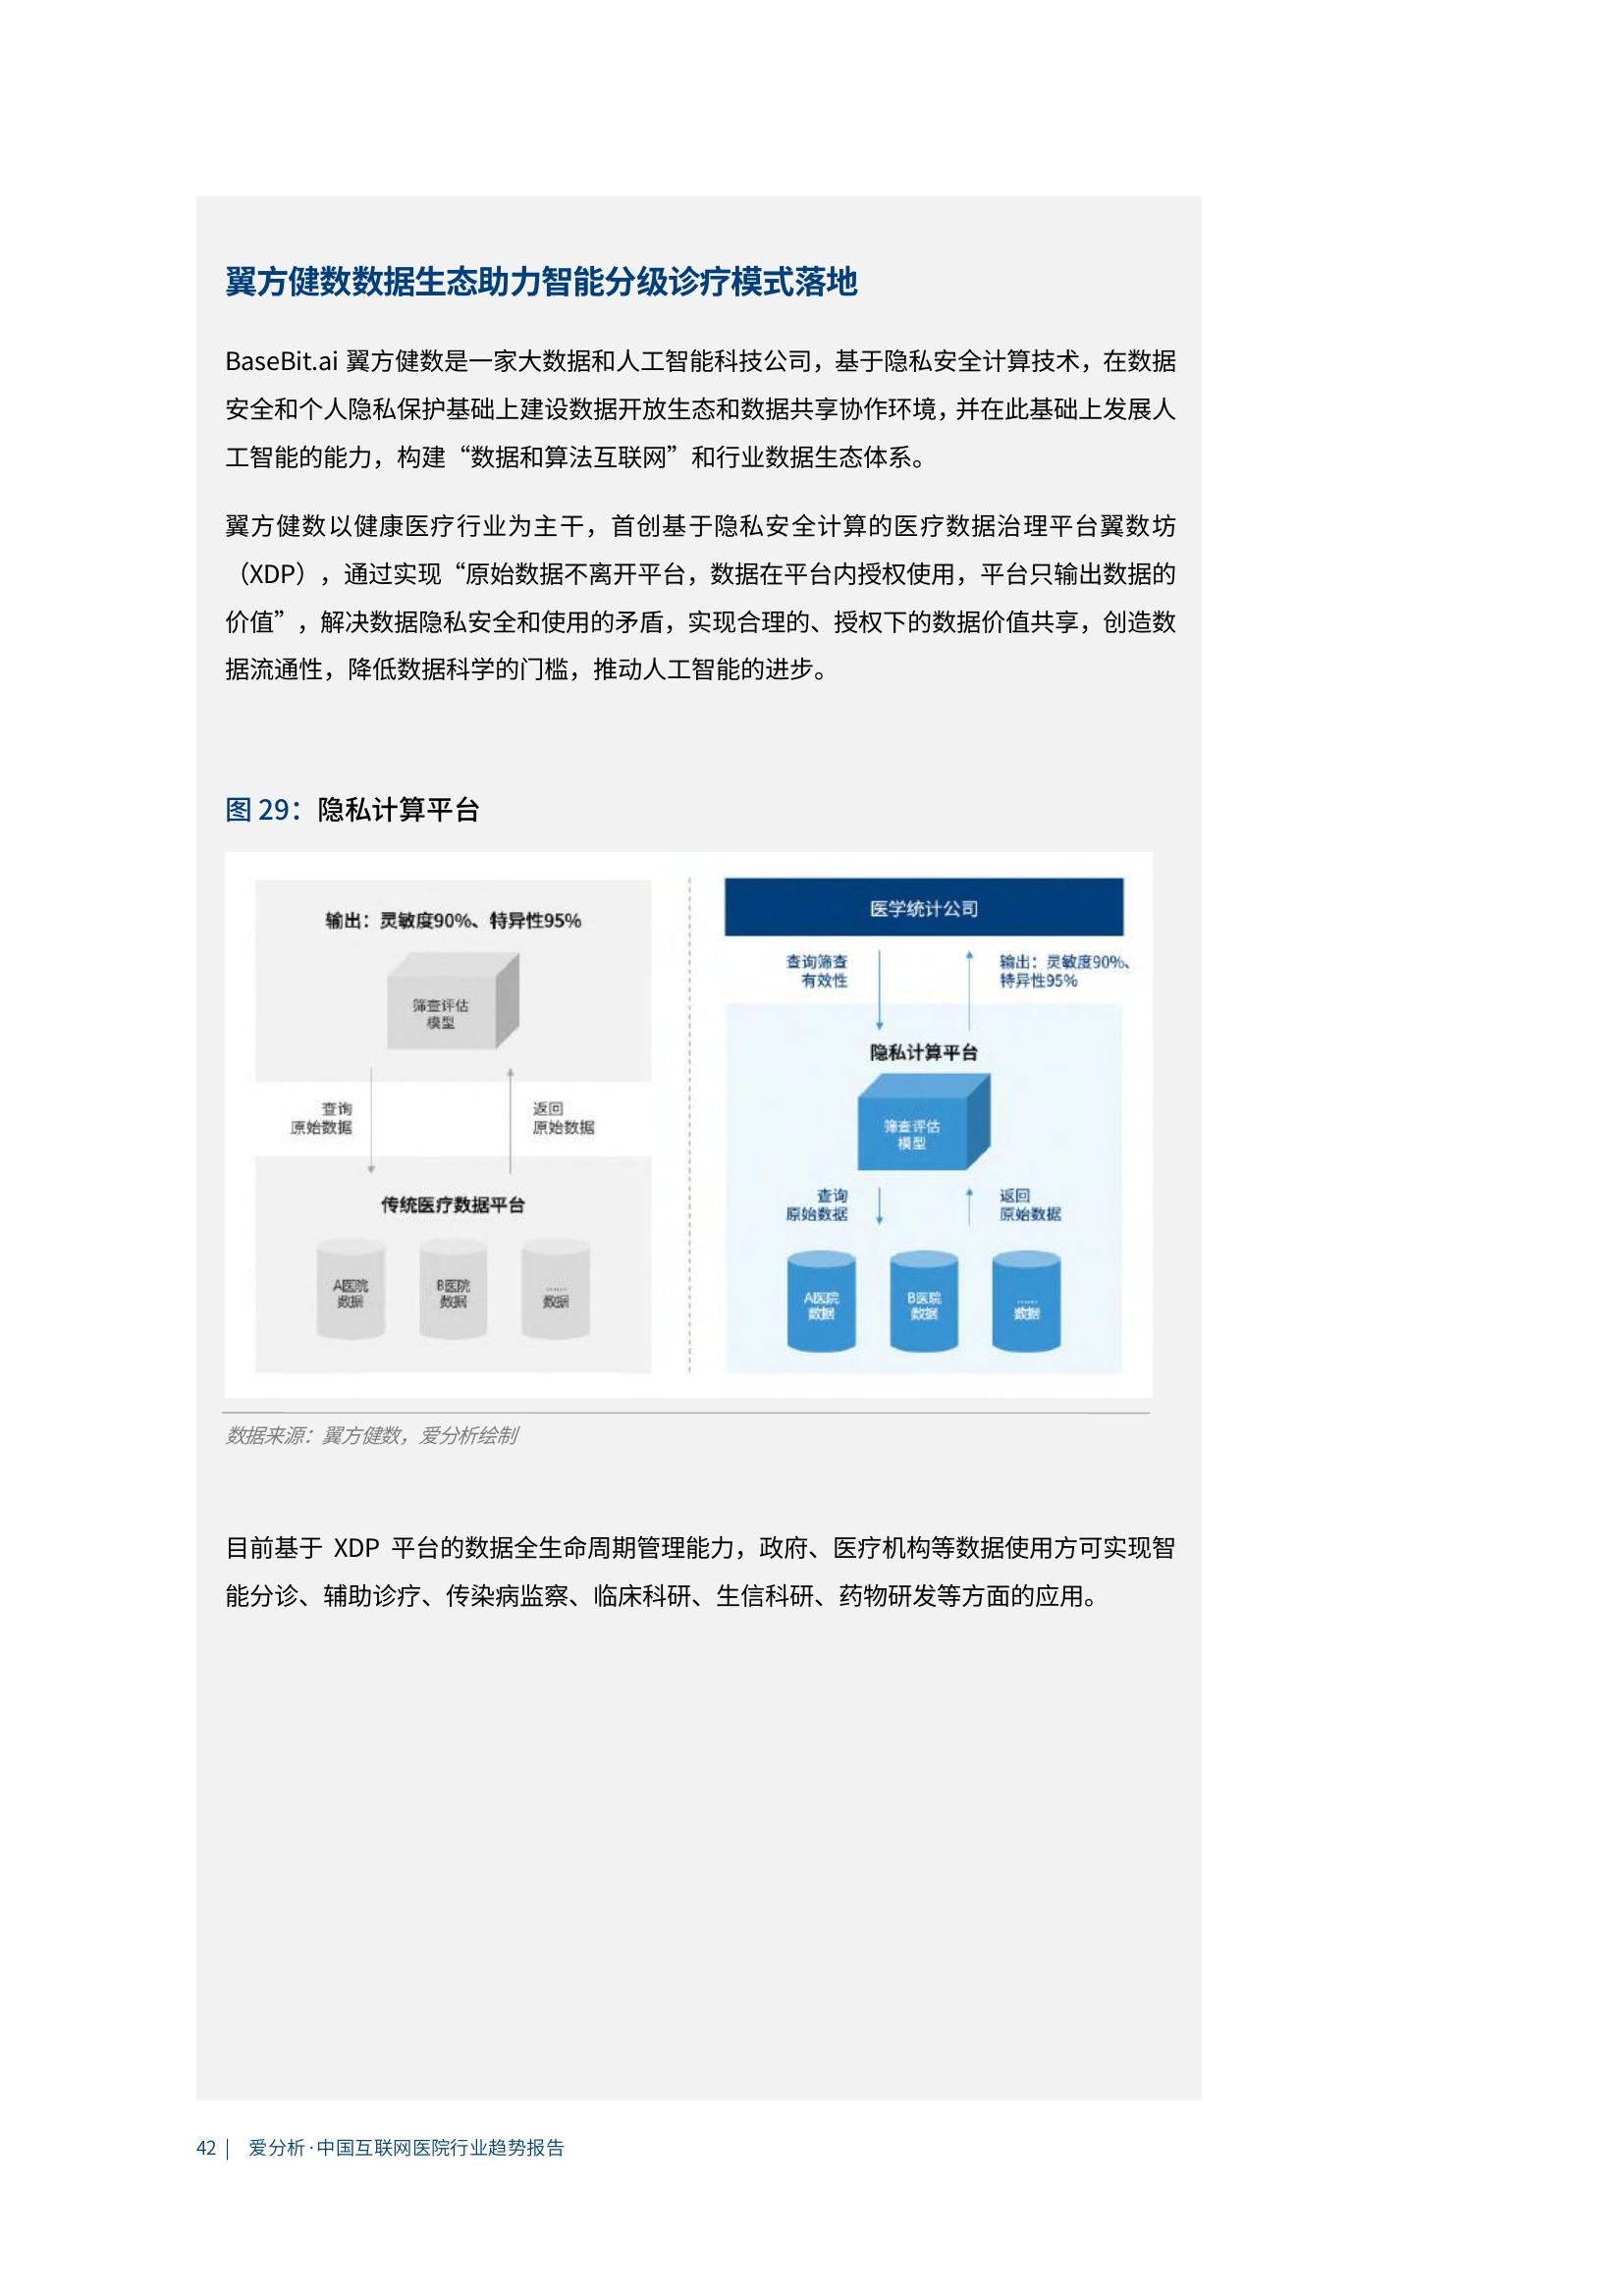 翼方健数数据生态助力智能分级诊疗模式落地
BaseBit.ai 翼方健数是一家大数据和人工智能科技公司，基于隐私安全计算技术，在数据
安全和个人隐私保护基础上建设数据开放生态和数据共享协作环境，并在此基础上发展人
工智能的能力，构建“数据和算法互联网”和行业数据生态体系。
翼方健数以健康医疗行业为主干，首创基于隐私安全计算的医疗数据治理平台翼数坊
（XDP），通过实现“原始数据不离开平台，数据在平台内授权使用，平台只输出数据的
价值”，解决数据隐私安全和使用的矛盾，实现合理的、授权下的数据价值共享，创造数
据流通性，降低数据科学的门槛，推动人工智能的进步。
图 29：隐私计算平台
输出：灵敏度90%、特异性95%
筛查评估
模型
查询
原始数据
返回
原始数据
传统医疗数据平台
A医院
数据
B医院
数据
......
数据
医学统计公司
查询筛查
有效性
输出：灵敏度90%、
特异性95%
隐私计算平台
筛查评估
模型
查询
原始数据
返回
原始数据
A医院
数据
B医院
数据
......
数据
数据来源：翼方健数，爱分析绘制
目前基于 XDP 平台的数据全生命周期管理能力，政府、医疗机构等数据使用方可实现智
能分诊、辅助诊疗、传染病监察、临床科研、生信科研、药物研发等方面的应用。
42 | 爱分析·中国互联网医院行业趋势报告